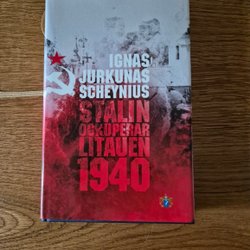 IGNAS
JURKUNAS
SCHEYNIUS
STALIN
OCKUPERAR
LITAUEN
1940